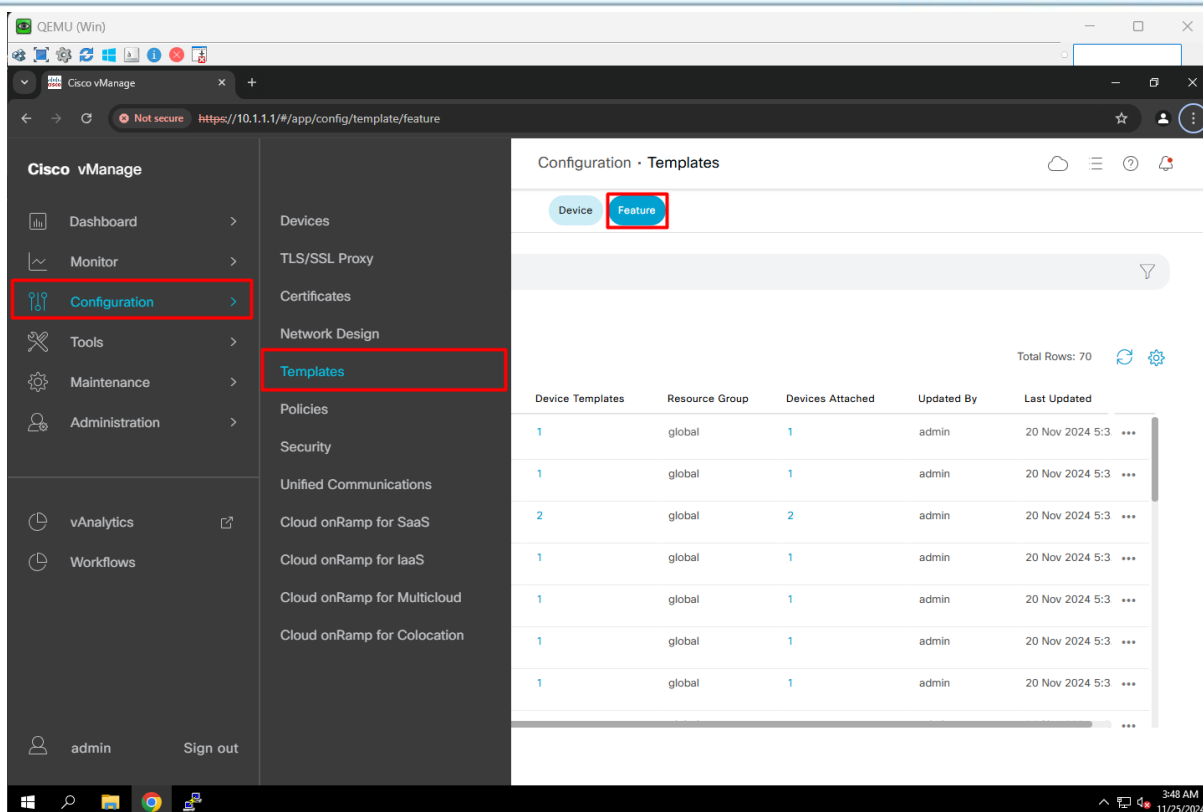 QEMU (Win)
Cisco vManage
Not secure https://10.1.1.1/#/app/config/template/feature
Cisco vManage
Dashboard
Monitor
Configuration
Tools
Maintenance
Administration
vAnalytics
Workflows
admin Sign out
Devices
TLS/SSL Proxy
Certificates
Network Design
Templates
Policies
Security
Unified Communications
Cloud onRamp for SaaS
Cloud onRamp for IaaS
Cloud onRamp for Multicloud
Cloud onRamp for Colocation
Configuration · Templates
Device Feature
Total Rows: 70
Device Templates Resource Group Devices Attached Updated By Last Updated
1 global 1 admin 20 Nov 2024 5:3
1 global 1 admin 20 Nov 2024 5:3
2 global 2 admin 20 Nov 2024 5:3
1 global 1 admin 20 Nov 2024 5:3
1 global 1 admin 20 Nov 2024 5:3
1 global 1 admin 20 Nov 2024 5:3
1 global 1 admin 20 Nov 2024 5:3
3:48 AM